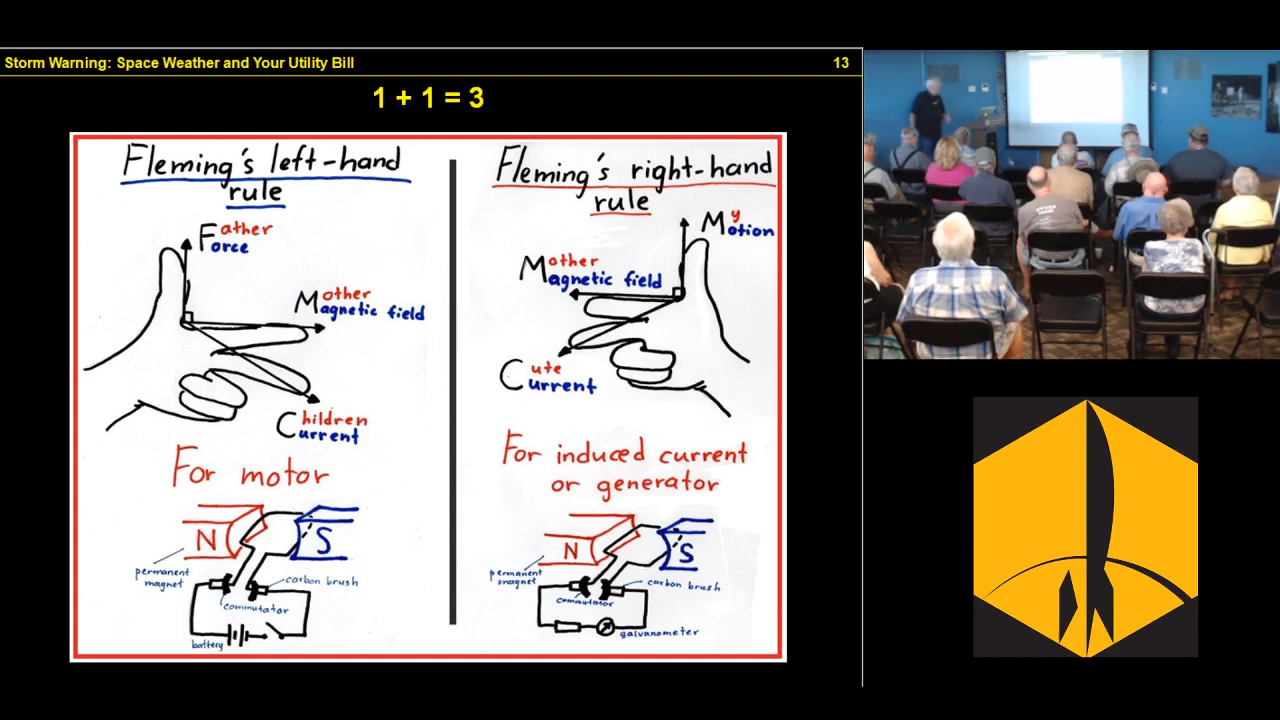 Storm Warning: Space Weather and Your Utility Bill 13
1 + 1 = 3
Fleming's left-hand
rule
Father
Force
Mother
Magnetic field
Children
Current
For motor
N S
permanent
magnet
carbon brush
commutator
battery
Fleming's right-hand
rule
My
Motion
Mother
Magnetic field
Cute
Current
For induced current
or generator
N S
permanent
magnet
carbon brush
commutator
galvanometer